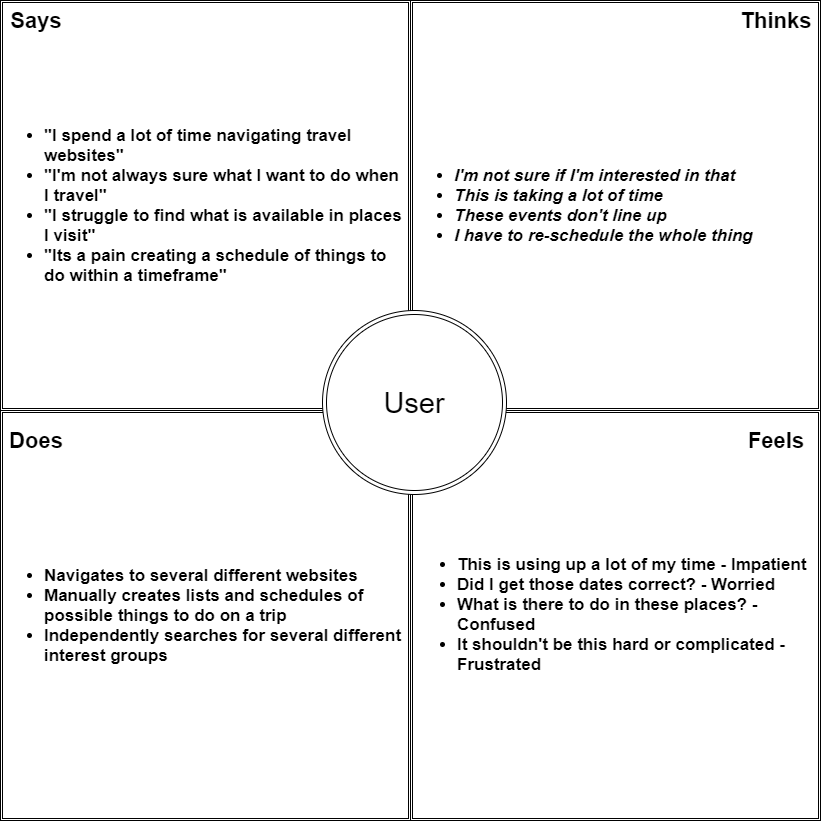 Says
• "I spend a lot of time navigating travel
websites"
• "I'm not always sure what I want to do when
I travel"
• "I struggle to find what is available in places
I visit"
• "Its a pain creating a schedule of things to
do within a timeframe"
Thinks
• I'm not sure if I'm interested in that
• This is taking a lot of time
• These events don't line up
• I have to re-schedule the whole thing
User
Does
• Navigates to several different websites
• Manually creates lists and schedules of
possible things to do on a trip
• Independently searches for several different
interest groups
Feels
• This is using up a lot of my time - Impatient
• Did I get those dates correct? - Worried
• What is there to do in these places? -
Confused
• It shouldn't be this hard or complicated -
Frustrated